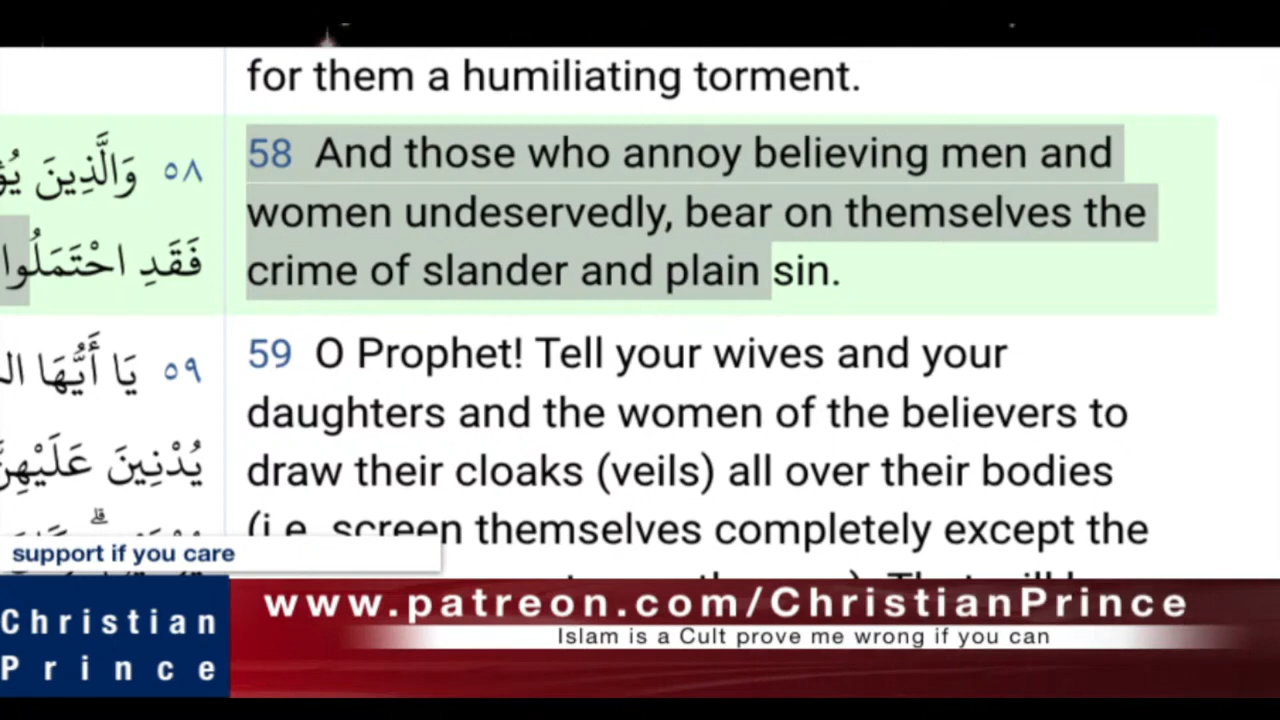 for them a humiliating torment.
٥٨ وَالَّذِينَ
58 And those who annoy believing men and
women undeservedly, bear on themselves the
فَقَدِ احْتَمَلُوا
crime of slander and plain sin.
٥٩ يَا أَيُّهَا
59 O Prophet! Tell your wives and your
daughters and the women of the believers to
يُدْنِينَ عَلَيْهِنَّ
draw their cloaks (veils) all over their bodies
(i.e. screen themselves completely except the
support if you care
Christian
Prince
www.patreon.com/ChristianPrince
Islam is a Cult prove me wrong if you can